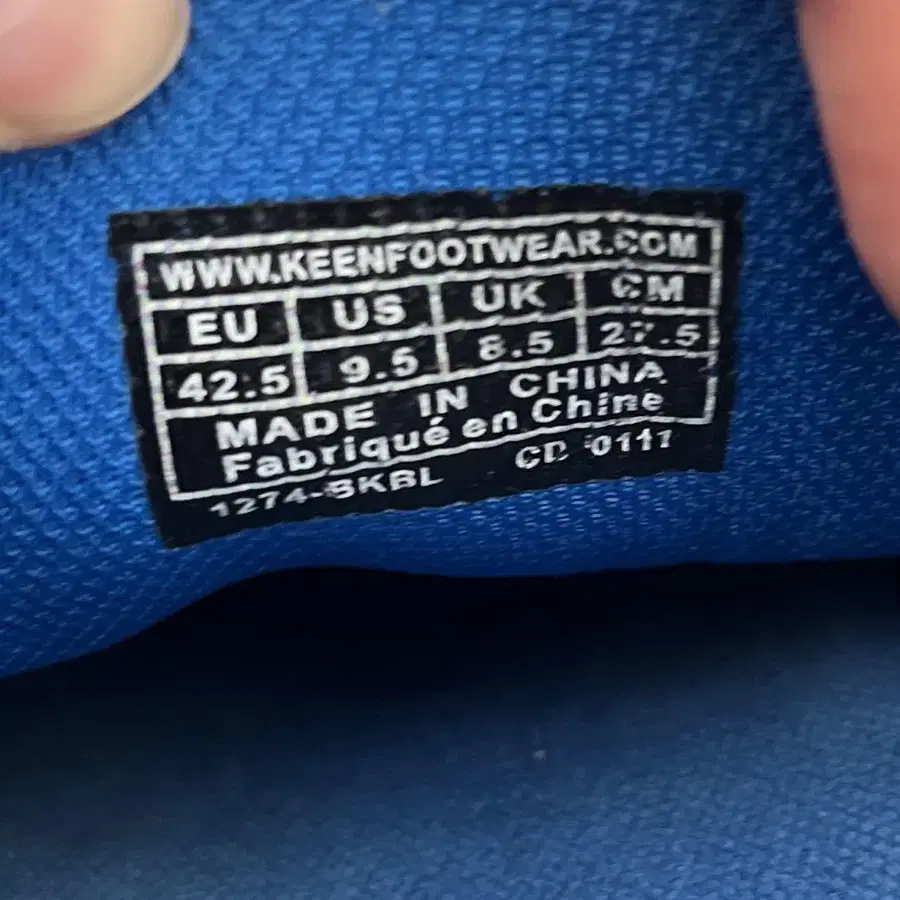 WWW.KEENFOOTWEAR.COM
EU US UK CM
42.5 9.5 8.5 27.5
MADE IN CHINA
Fabriqué en Chine
1274-BKBL CD 0111